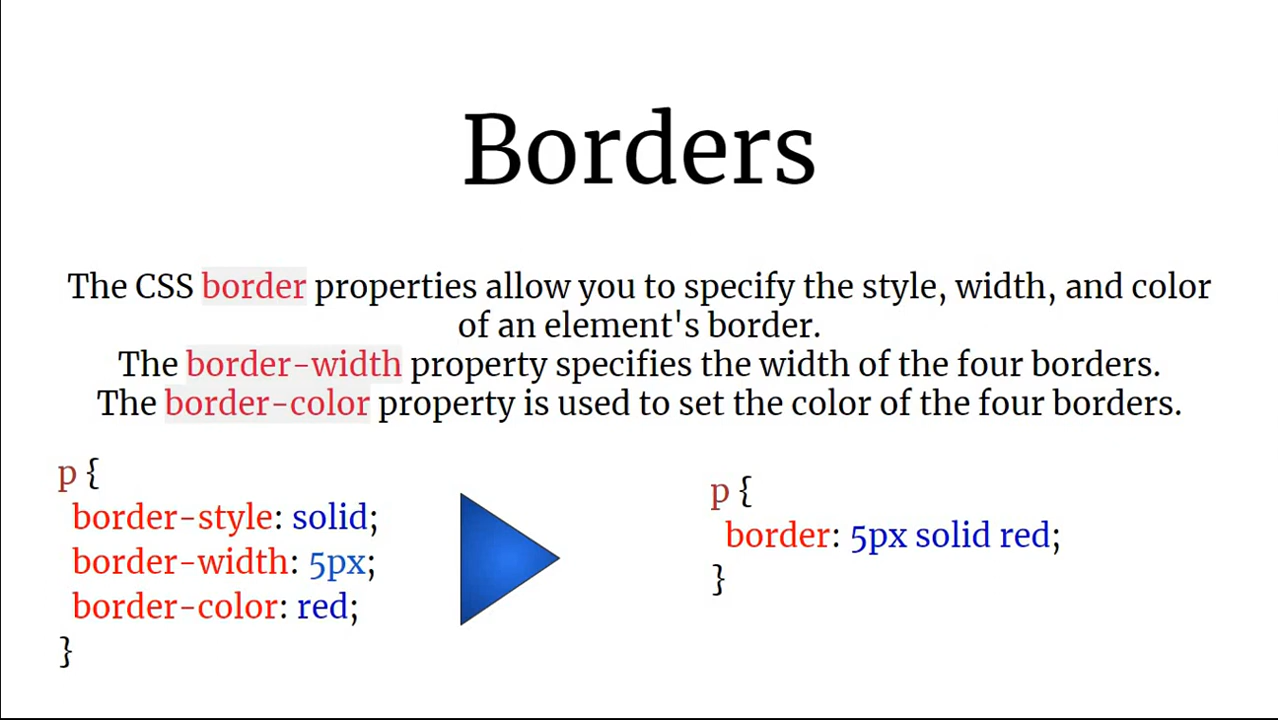 Borders
The CSS border properties allow you to specify the style, width, and color
of an element's border.
The border-width property specifies the width of the four borders.
The border-color property is used to set the color of the four borders.
p {
border-style: solid;
border-width: 5px;
border-color: red;
}
p {
border: 5px solid red;
}